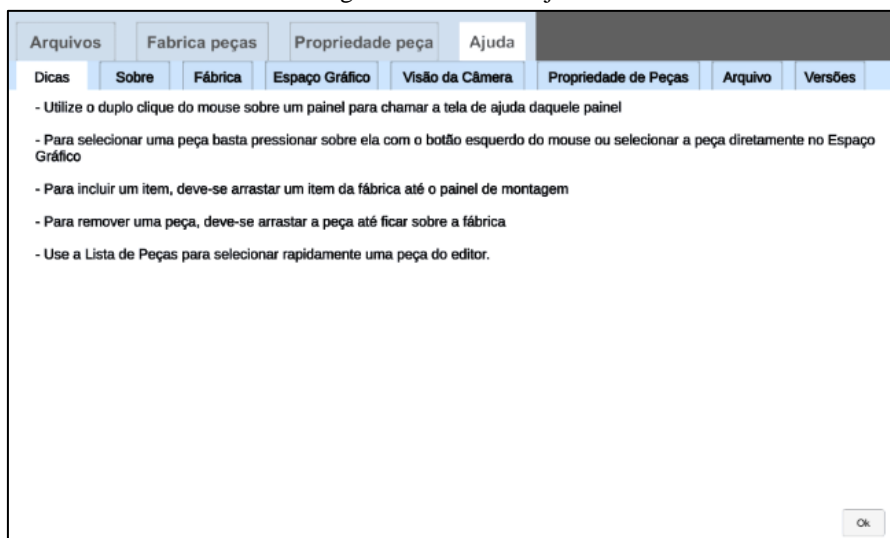 Arquivos Fabrica peças Propriedade peça Ajuda
Dicas Sobre Fábrica Espaço Gráfico Visão da Câmera Propriedade de Peças Arquivo Versões
- Utilize o duplo clique do mouse sobre um painel para chamar a tela de ajuda daquele painel
- Para selecionar uma peça basta pressionar sobre ela com o botão esquerdo do mouse ou selecionar a peça diretamente no Espaço
Gráfico
- Para incluir um item, deve-se arrastar um item da fábrica até o painel de montagem
- Para remover uma peça, deve-se arrastar a peça até ficar sobre a fábrica
- Use a Lista de Peças para selecionar rapidamente uma peça do editor.
Ok